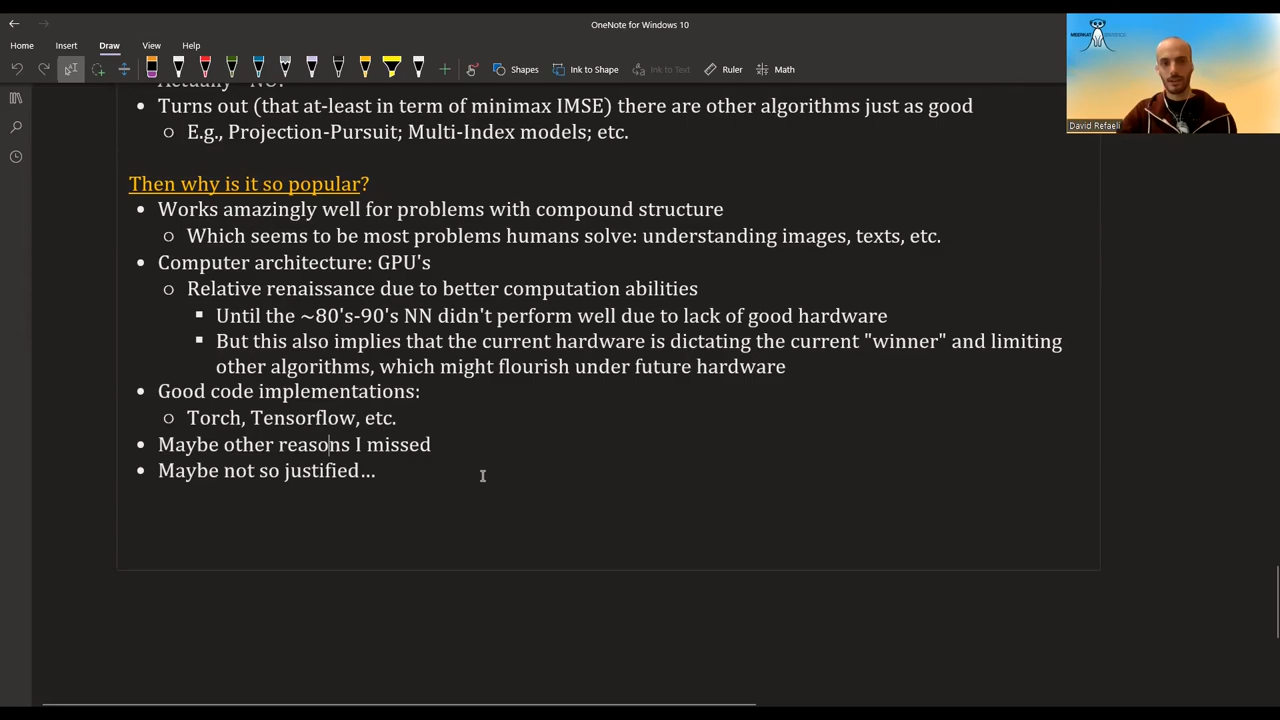 OneNote for Windows 10
Home Insert Draw View Help
Shapes Ink to Shape Ink to Text Ruler Math
Actually - NO!
• Turns out (that at-least in term of minimax IMSE) there are other algorithms just as good
○ E.g., Projection-Pursuit; Multi-Index models; etc.
Then why is it so popular?
• Works amazingly well for problems with compound structure
○ Which seems to be most problems humans solve: understanding images, texts, etc.
• Computer architecture: GPU's
○ Relative renaissance due to better computation abilities
▪ Until the ~80's-90's NN didn't perform well due to lack of good hardware
▪ But this also implies that the current hardware is dictating the current "winner" and limiting
other algorithms, which might flourish under future hardware
• Good code implementations:
○ Torch, Tensorflow, etc.
• Maybe other reasons I missed
• Maybe not so justified...
David Refaeli